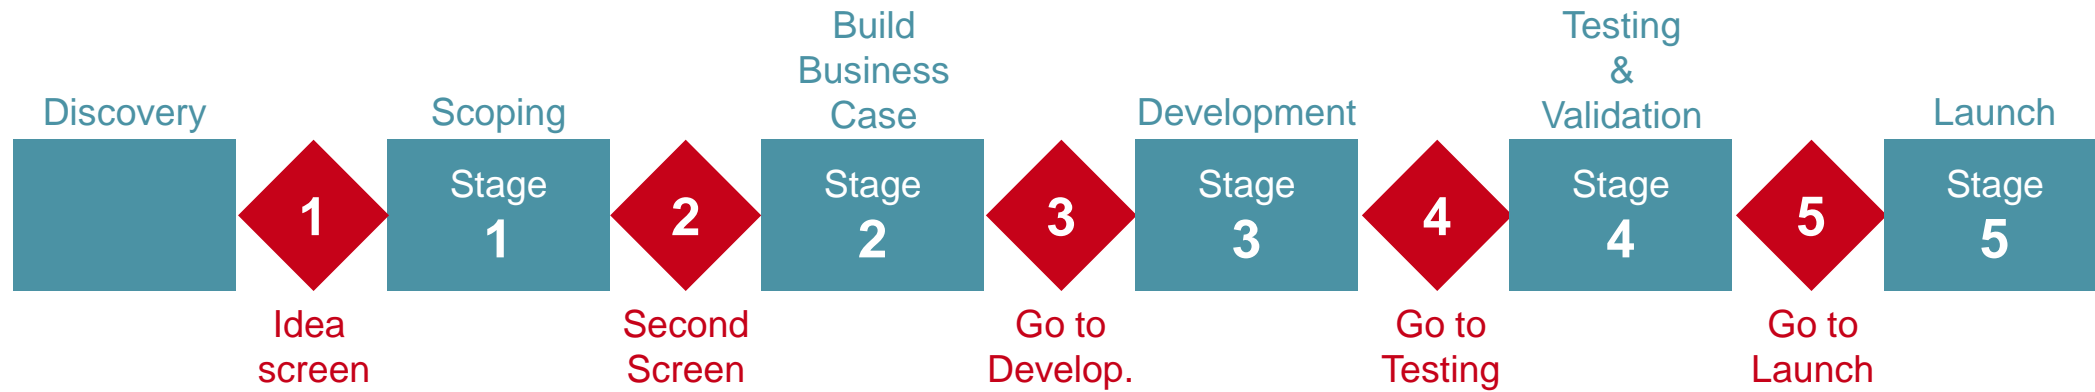 Discovery
Scoping
Build
Business
Case
Development
Testing
&
Validation
Launch
1
Stage
1
2
Stage
2
3
Stage
3
4
Stage
4
5
Stage
5
Idea
screen
Second
Screen
Go to
Develop.
Go to
Testing
Go to
Launch